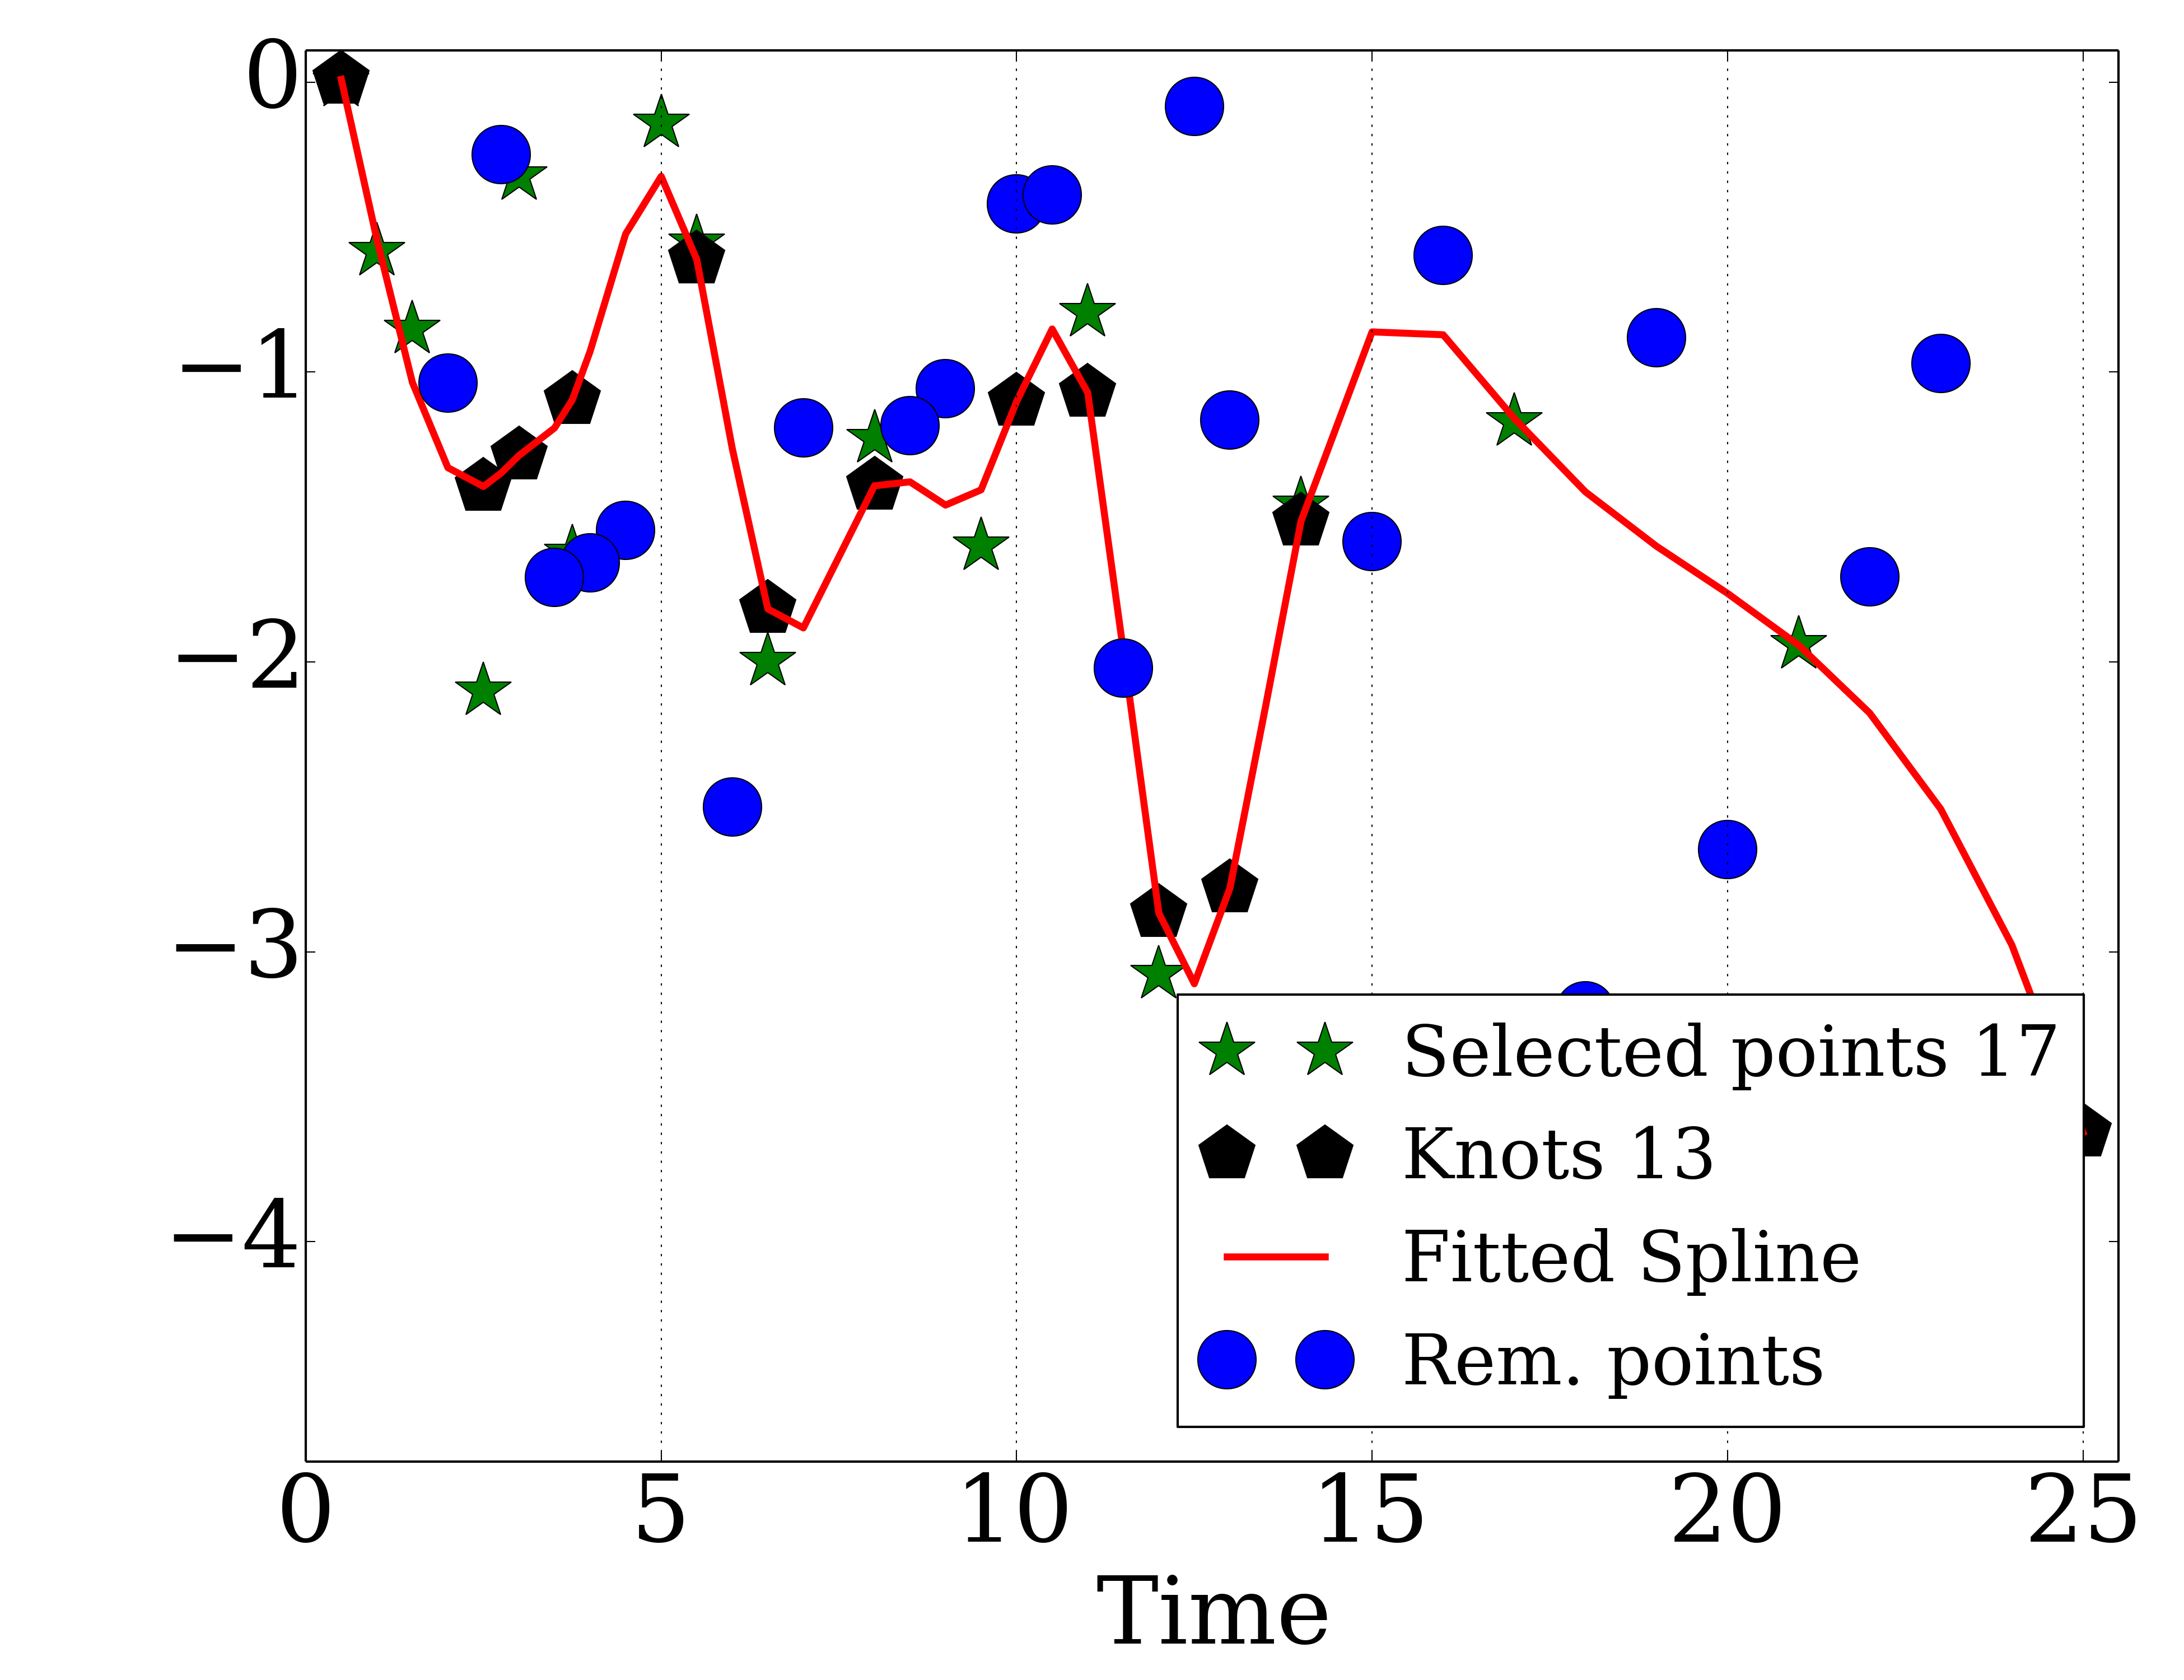 0
−1
−2
−3
−4
Selected points 17
Knots 13
Fitted Spline
Rem. points
0 5 10 15 20 25
Time